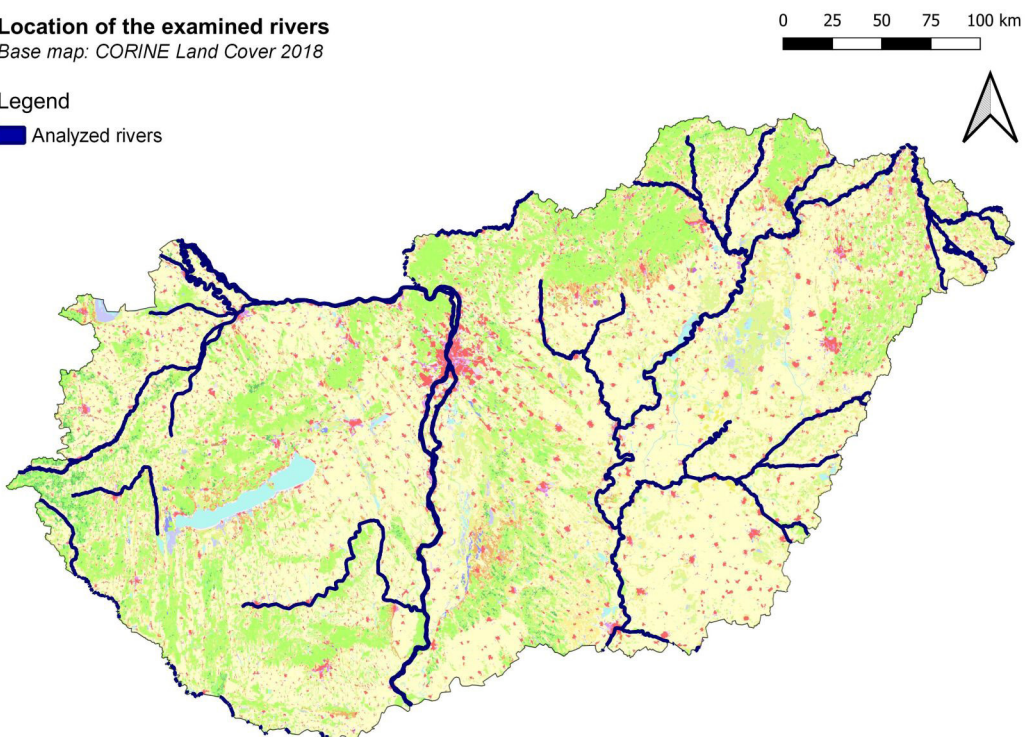 Location of the examined rivers
Base map: CORINE Land Cover 2018
Legend
Analyzed rivers
0 25 50 75 100 km